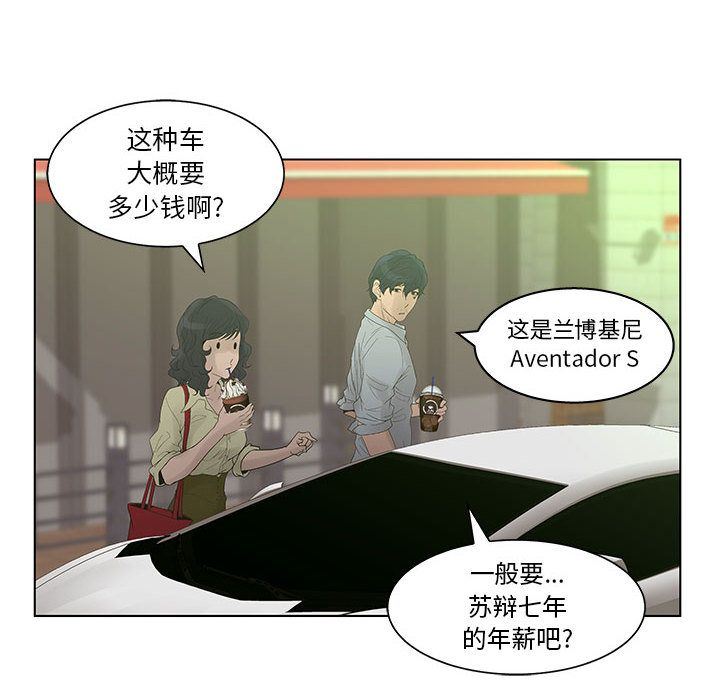 这种车
大概要
多少钱啊?
这是兰博基尼
Aventador S
一般要...
苏辩七年
的年薪吧?